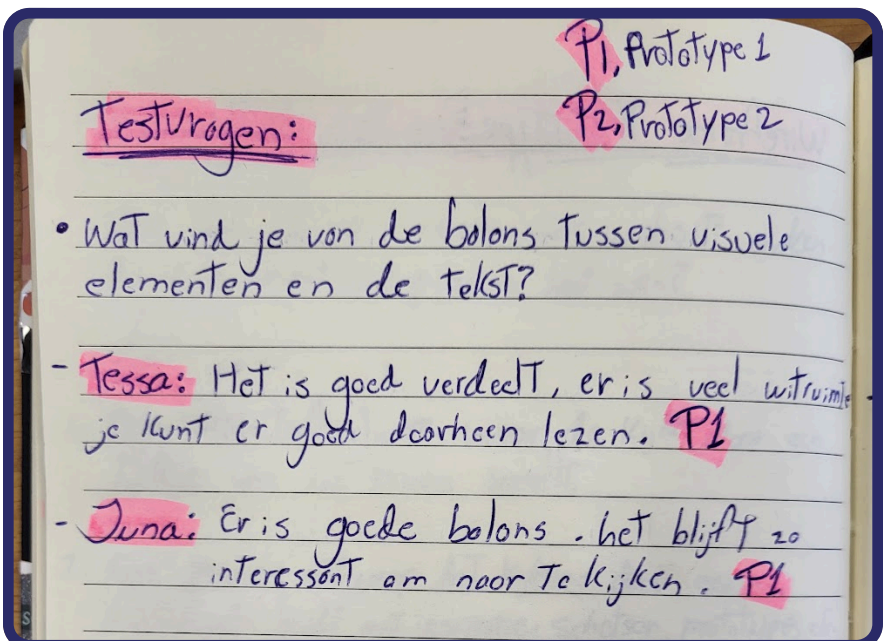 P1, Prototype 1
P2, Prototype 2
Testvragen:
• Wat vind je van de balans tussen visuele
elementen en de tekst?
- Tessa: Het is goed verdeelt, er is veel witruimte
je kunt er goed doorheen lezen. P1
- Juna: Er is goede balans. het blijft zo
interessant om naar te kijken. P1